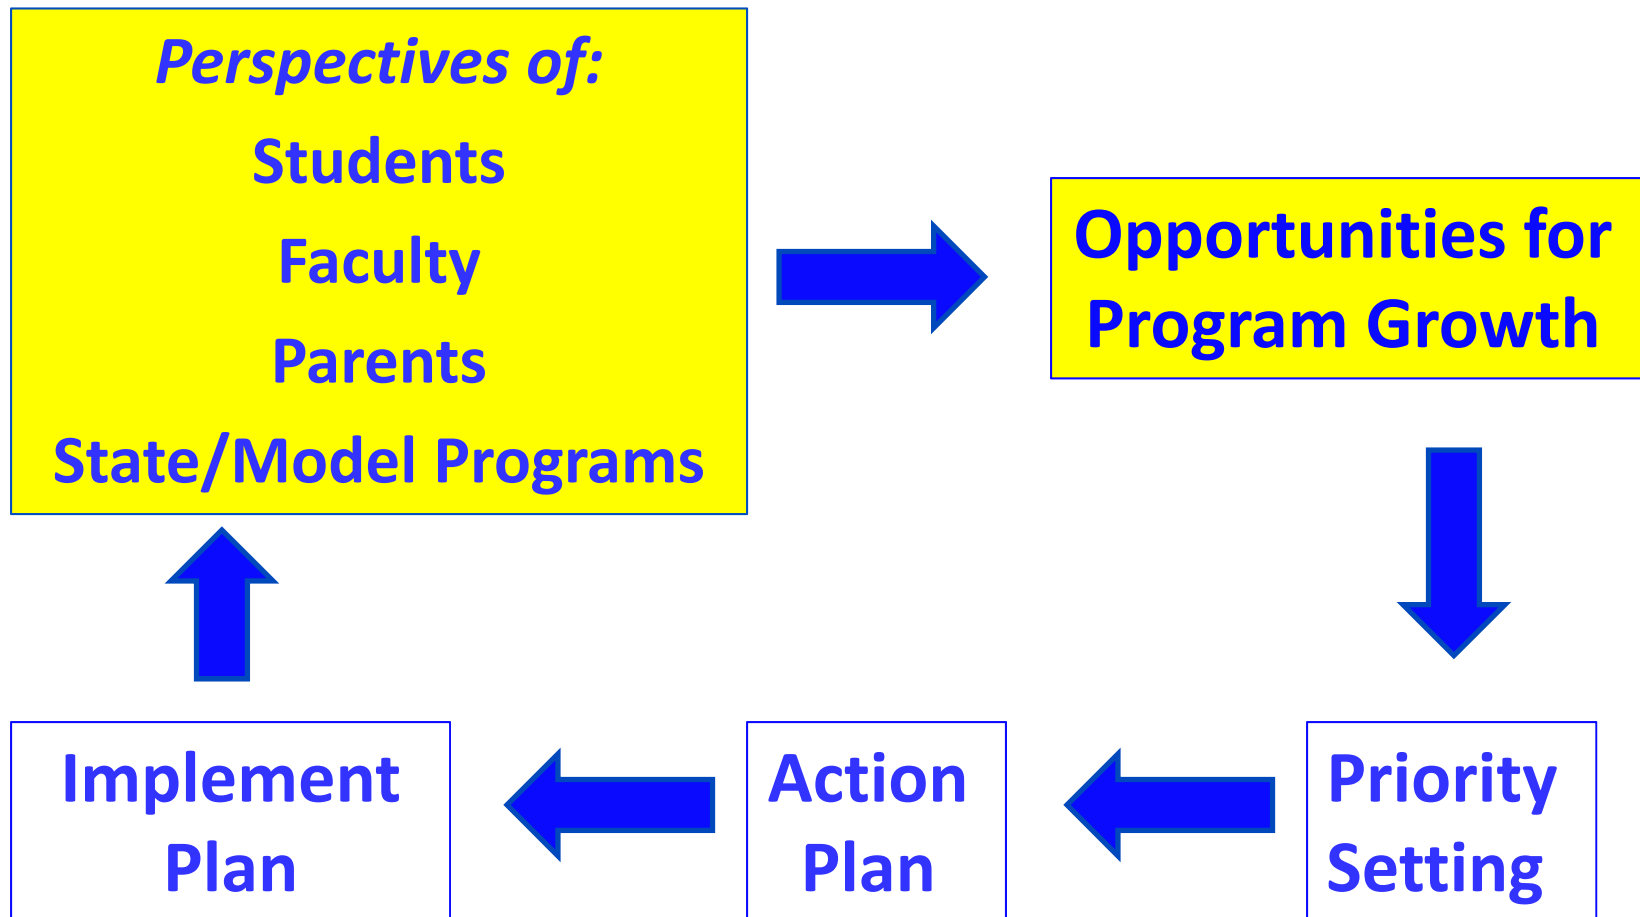 Perspectives of:
Students
Faculty
Parents
State/Model Programs
Opportunities for
Program Growth
Priority
Setting
Action
Plan
Implement
Plan